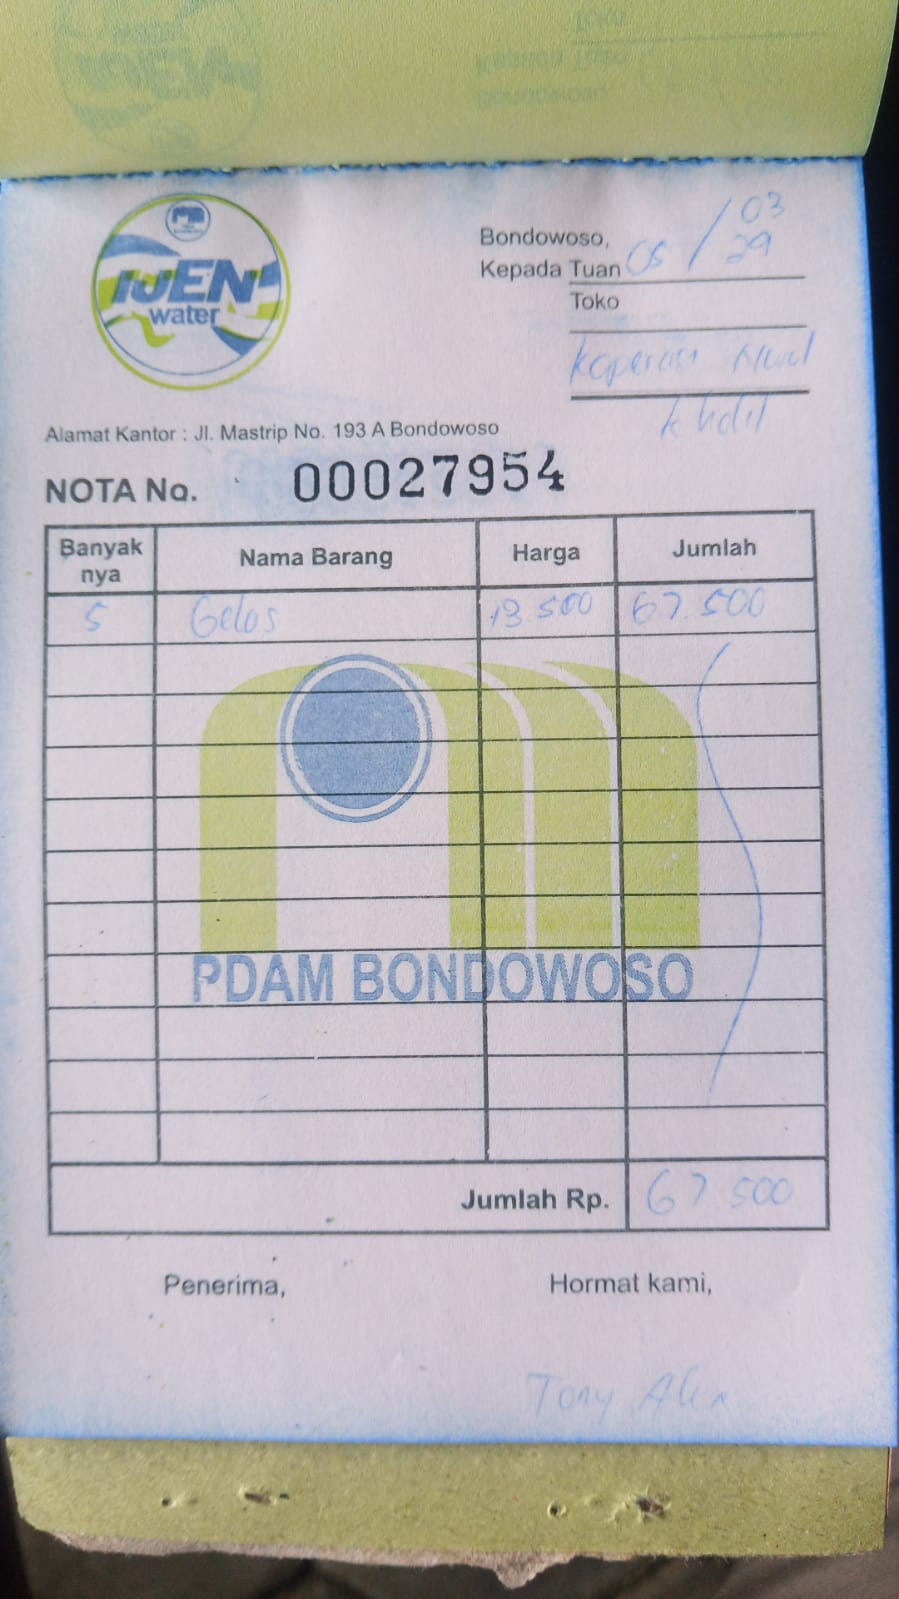 IJEN
water
Bondowoso,
05 / 03
29
Kepada Tuan
Toko
Koperasi Nurul
Kholil
Alamat Kantor : Jl. Mastrip No. 193 A Bondowoso
NOTA No. 00027954
Banyak nya Nama Barang Harga Jumlah
5 Gelas 13.500 67.500
PDAM BONDOWOSO
Jumlah Rp. 67.500
Penerima, Hormat kami,
Tony Alex